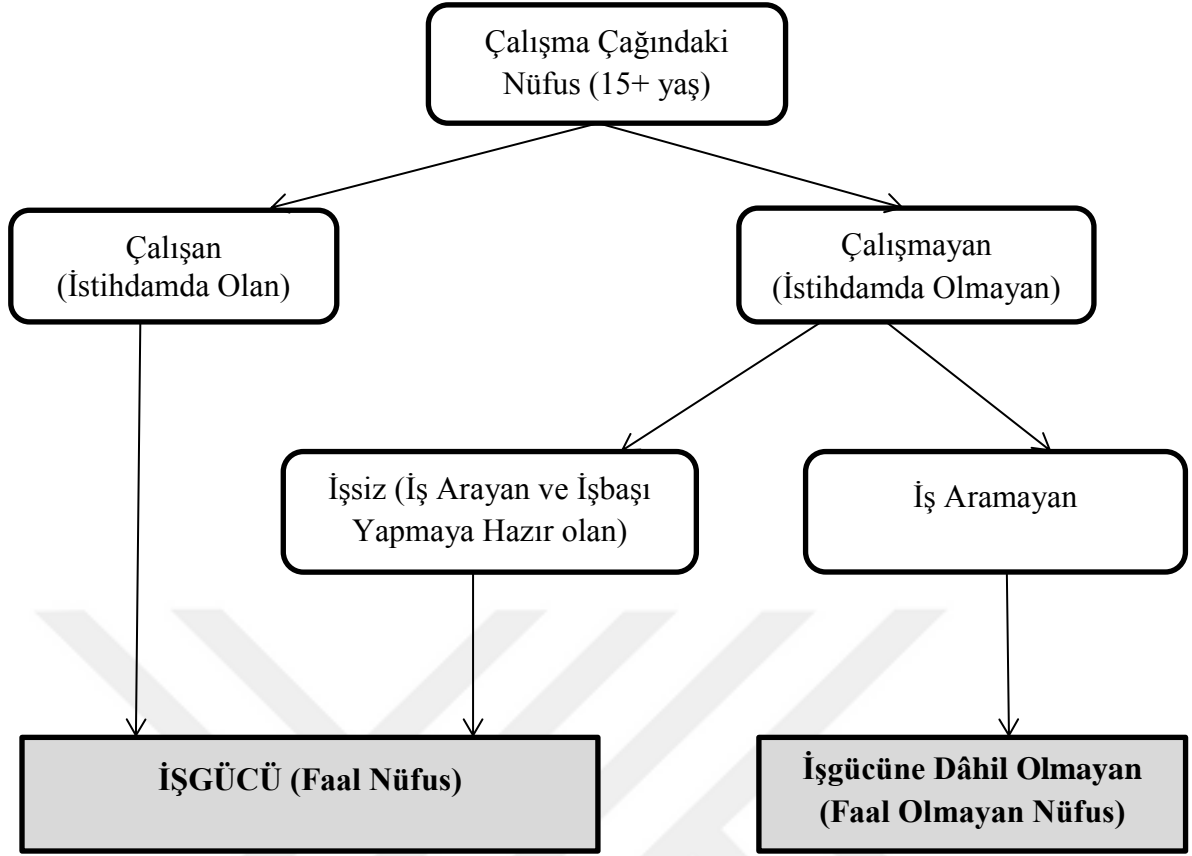 Çalışma Çağındaki
Nüfus (15+ yaş)
Çalışan
(İstihdamda Olan)
Çalışmayan
(İstihdamda Olmayan)
İşsiz (İş Arayan ve İşbaşı
Yapmaya Hazır olan)
İş Aramayan
İŞGÜCÜ (Faal Nüfus)
İşgücüne Dâhil Olmayan
(Faal Olmayan Nüfus)